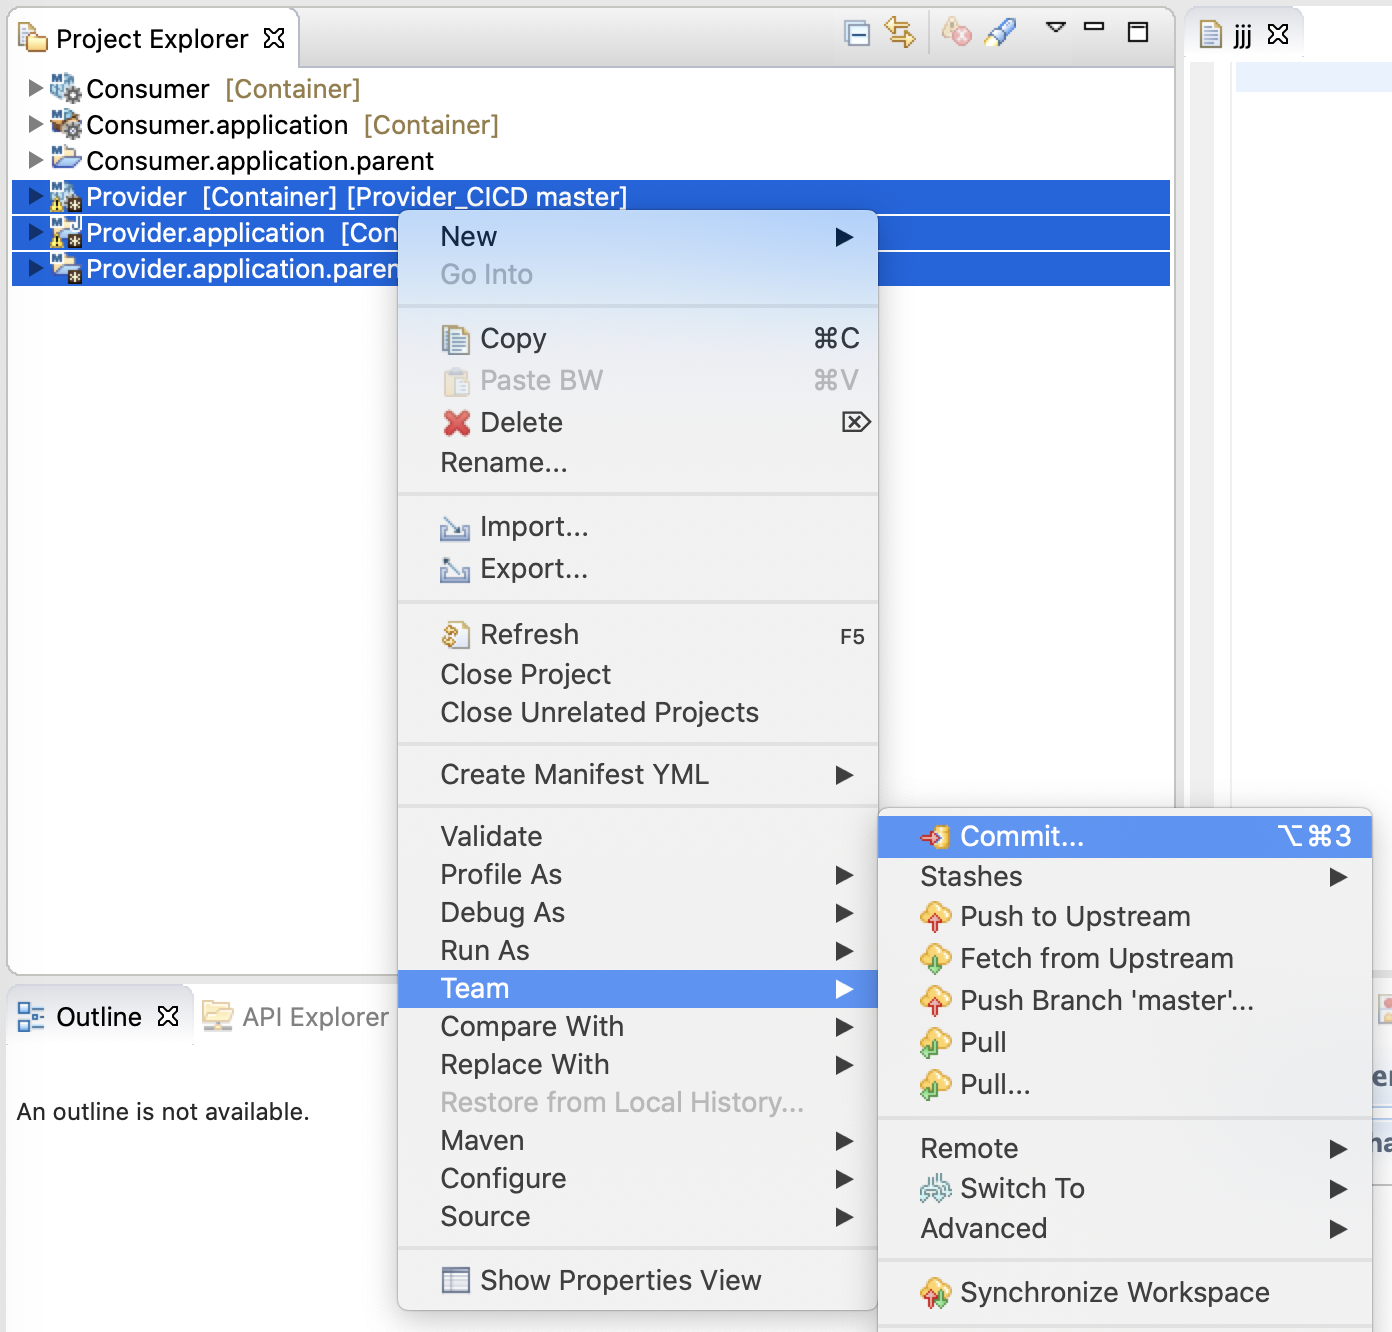 Project Explorer
jjj
Consumer [Container]
Consumer.application [Container]
Consumer.application.parent
Provider [Container] [Provider_CICD master]
Provider.application [Con
Provider.application.paren
New
Go Into
Copy ⌘C
Paste BW ⌘V
Delete ⌦
Rename...
Import...
Export...
Refresh F5
Close Project
Close Unrelated Projects
Create Manifest YML
Validate
Profile As
Debug As
Run As
Team
Compare With
Replace With
Restore from Local History...
Maven
Configure
Source
Show Properties View
Commit... ⌥⌘3
Stashes
Push to Upstream
Fetch from Upstream
Push Branch 'master'...
Pull
Pull...
Remote
Switch To
Advanced
Synchronize Workspace
Outline
API Explorer
An outline is not available.